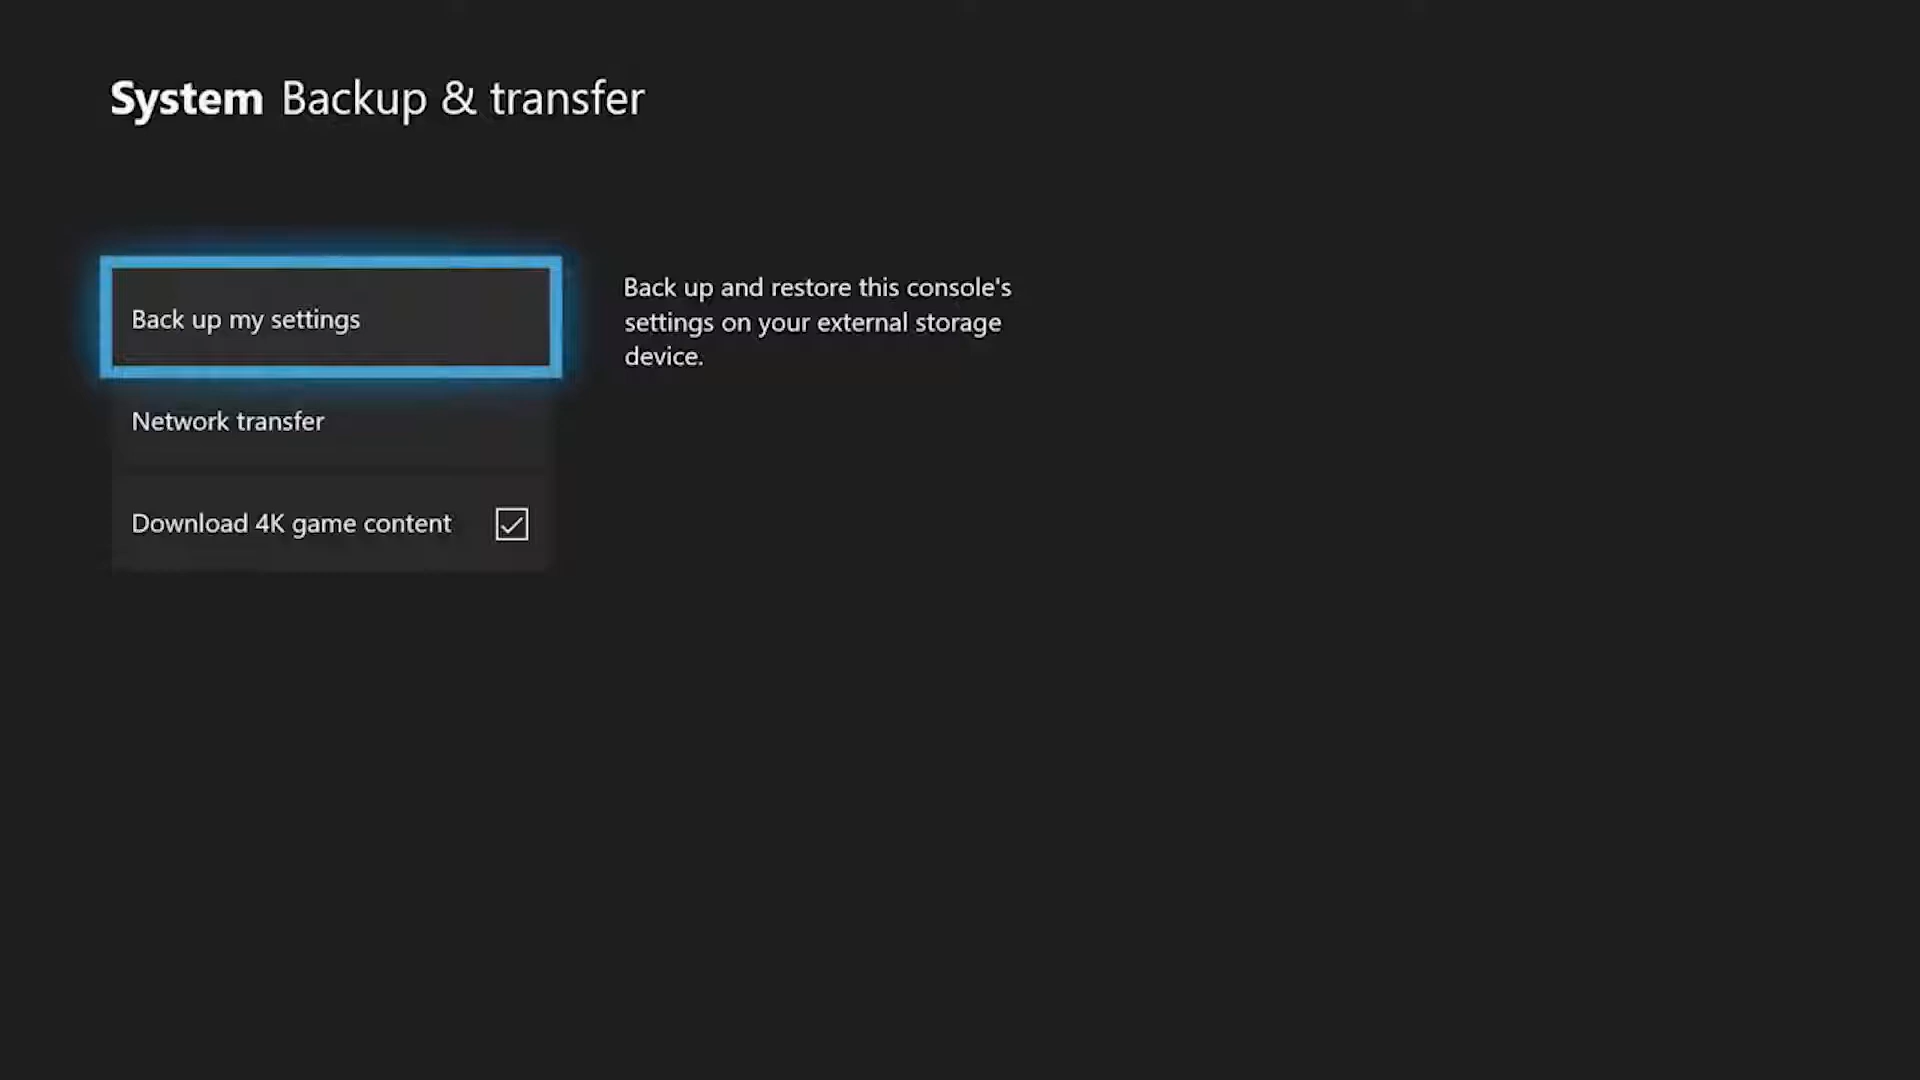 System Backup & transfer
Back up my settings
Back up and restore this console's
settings on your external storage
device.
Network transfer
Download 4K game content